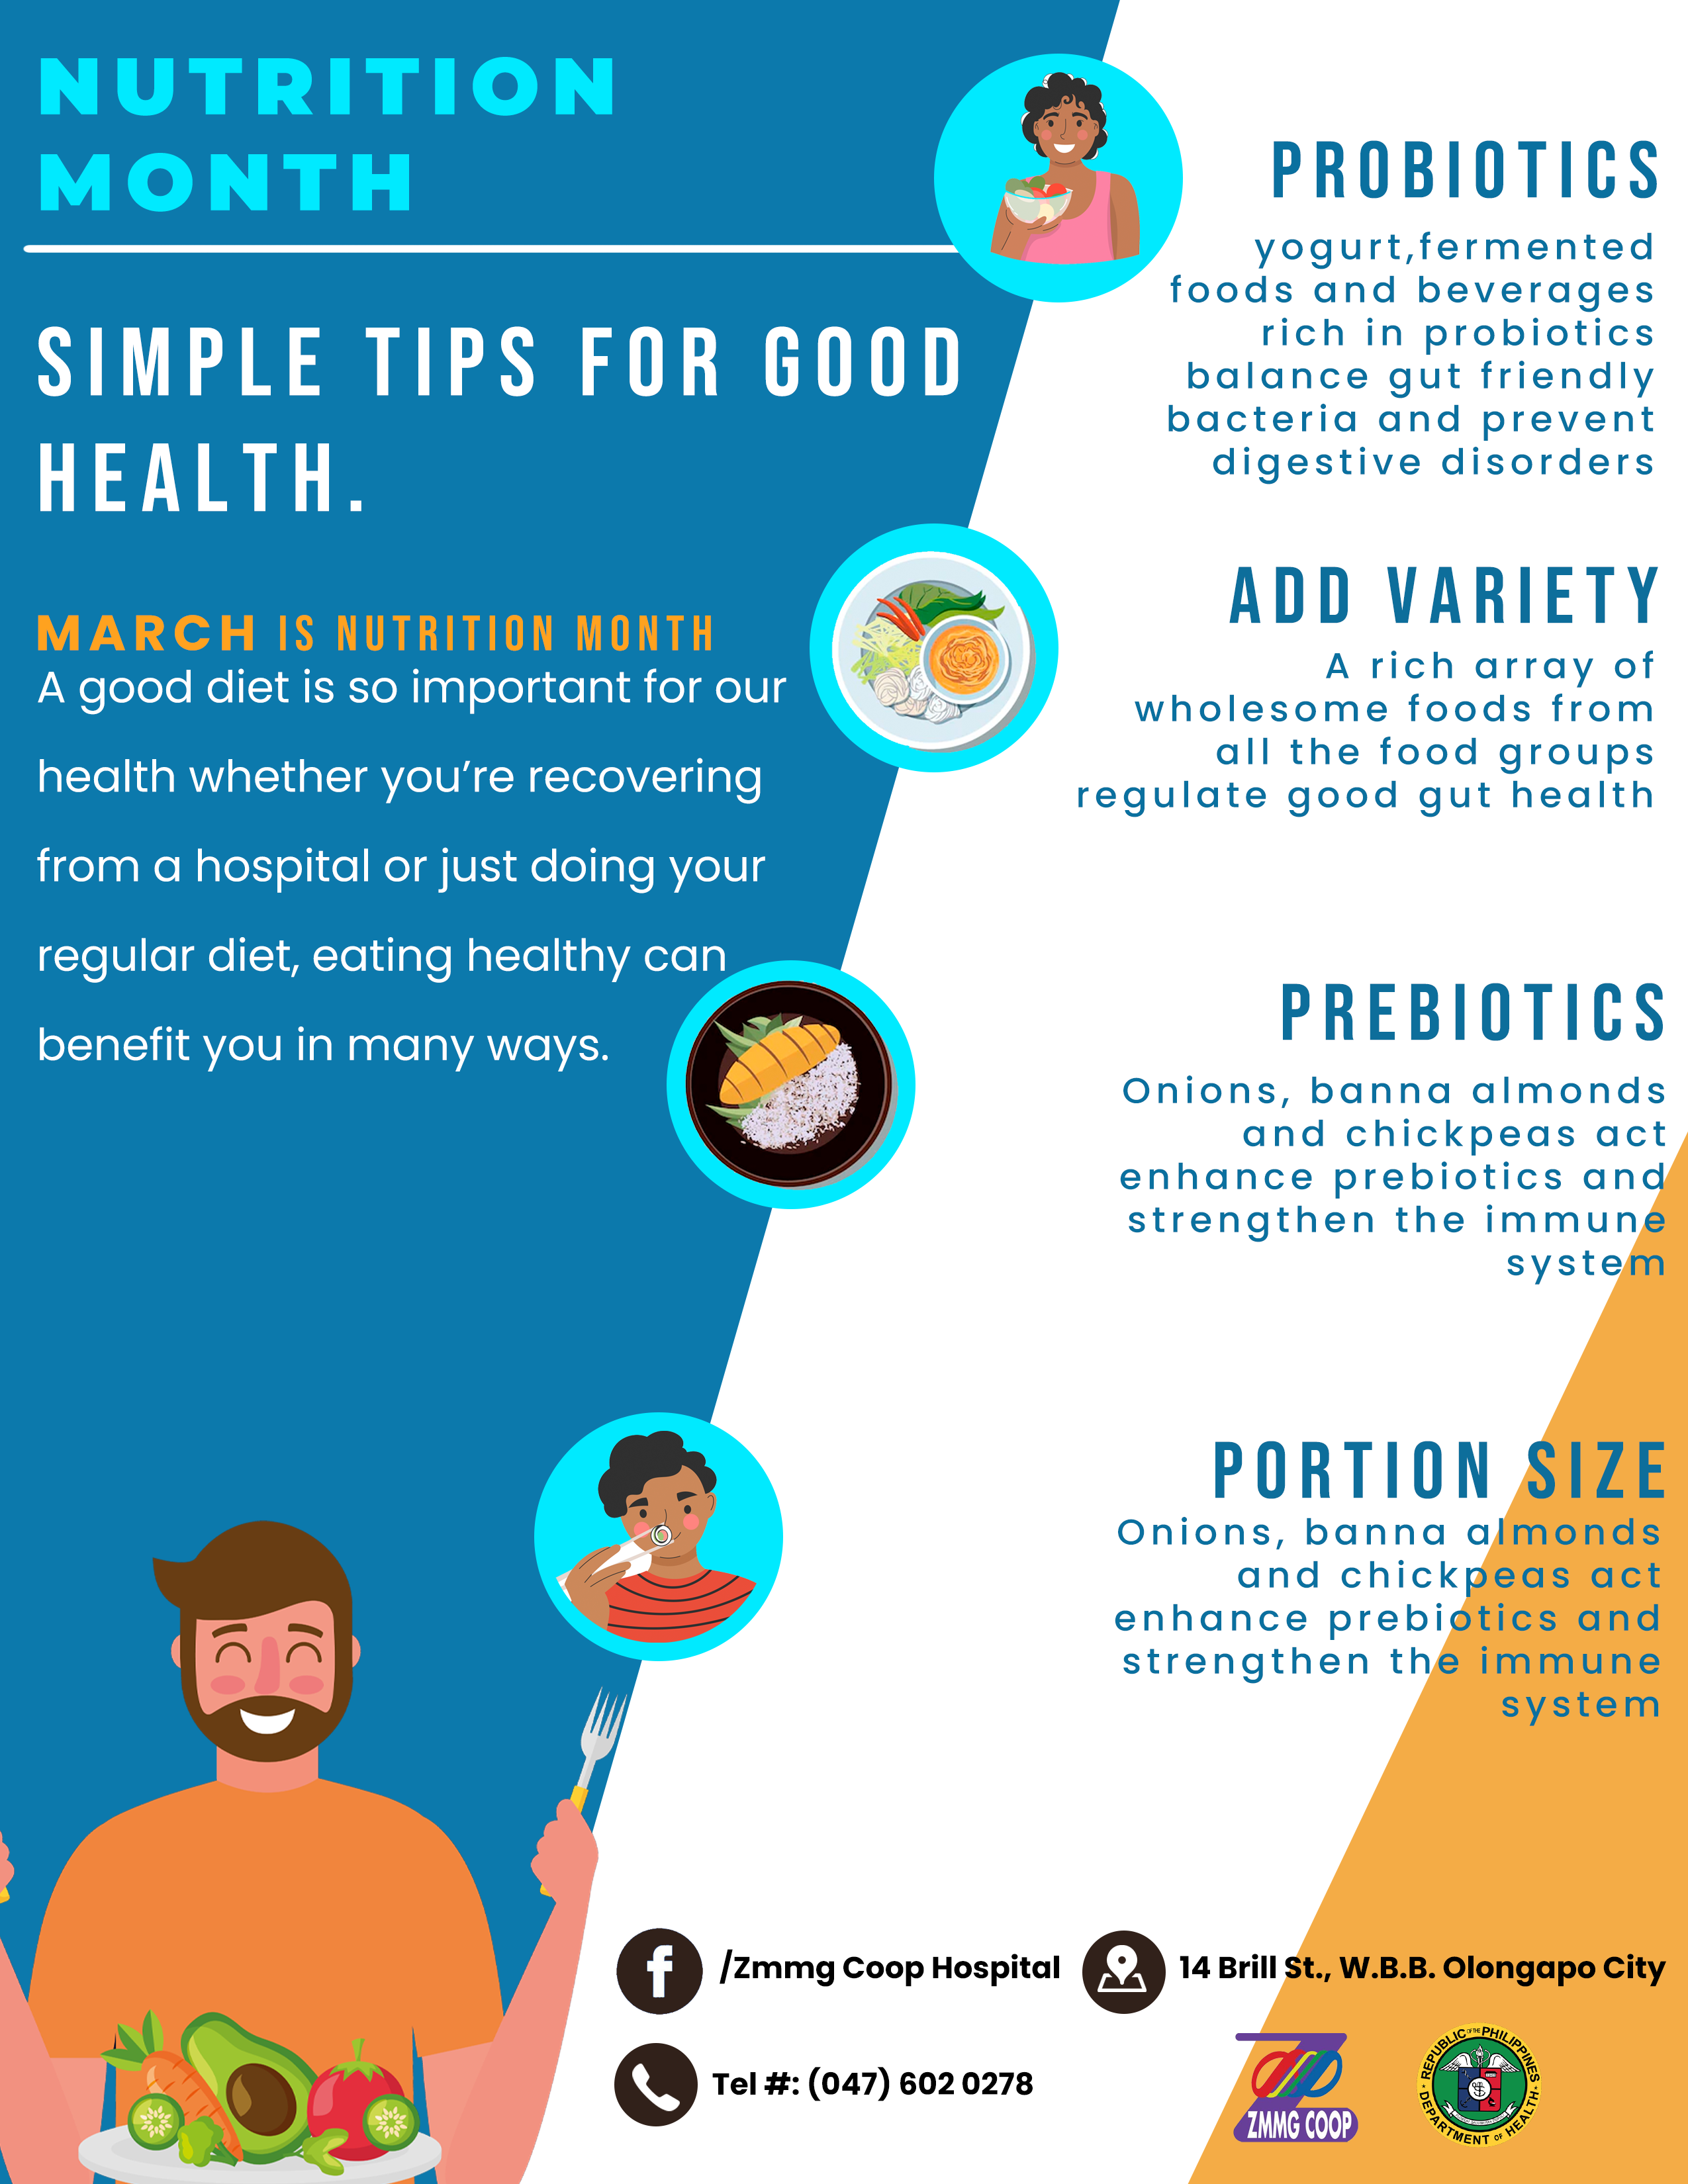 NUTRITION
MONTH
SIMPLE TIPS FOR GOOD
HEALTH.
MARCH IS NUTRITION MONTH
A good diet is so important for our
health whether you’re recovering
from a hospital or just doing your
regular diet, eating healthy can
benefit you in many ways.
PROBIOTICS
yogurt,fermented
foods and beverages
rich in probiotics
balance gut friendly
bacteria and prevent
digestive disorders
ADD VARIETY
A rich array of
wholesome foods from
all the food groups
regulate good gut health
PREBIOTICS
Onions, banna almonds
and chickpeas act
enhance prebiotics and
strengthen the immune
system
PORTION SIZE
Onions, banna almonds
and chickpeas act
enhance prebiotics and
strengthen the immune
system
/Zmmg Coop Hospital
14 Brill St., W.B.B. Olongapo City
Tel #: (047) 602 0278
ZMMG COOP
REPUBLIC OF THE PHILIPPINES
DEPARTMENT OF HEALTH